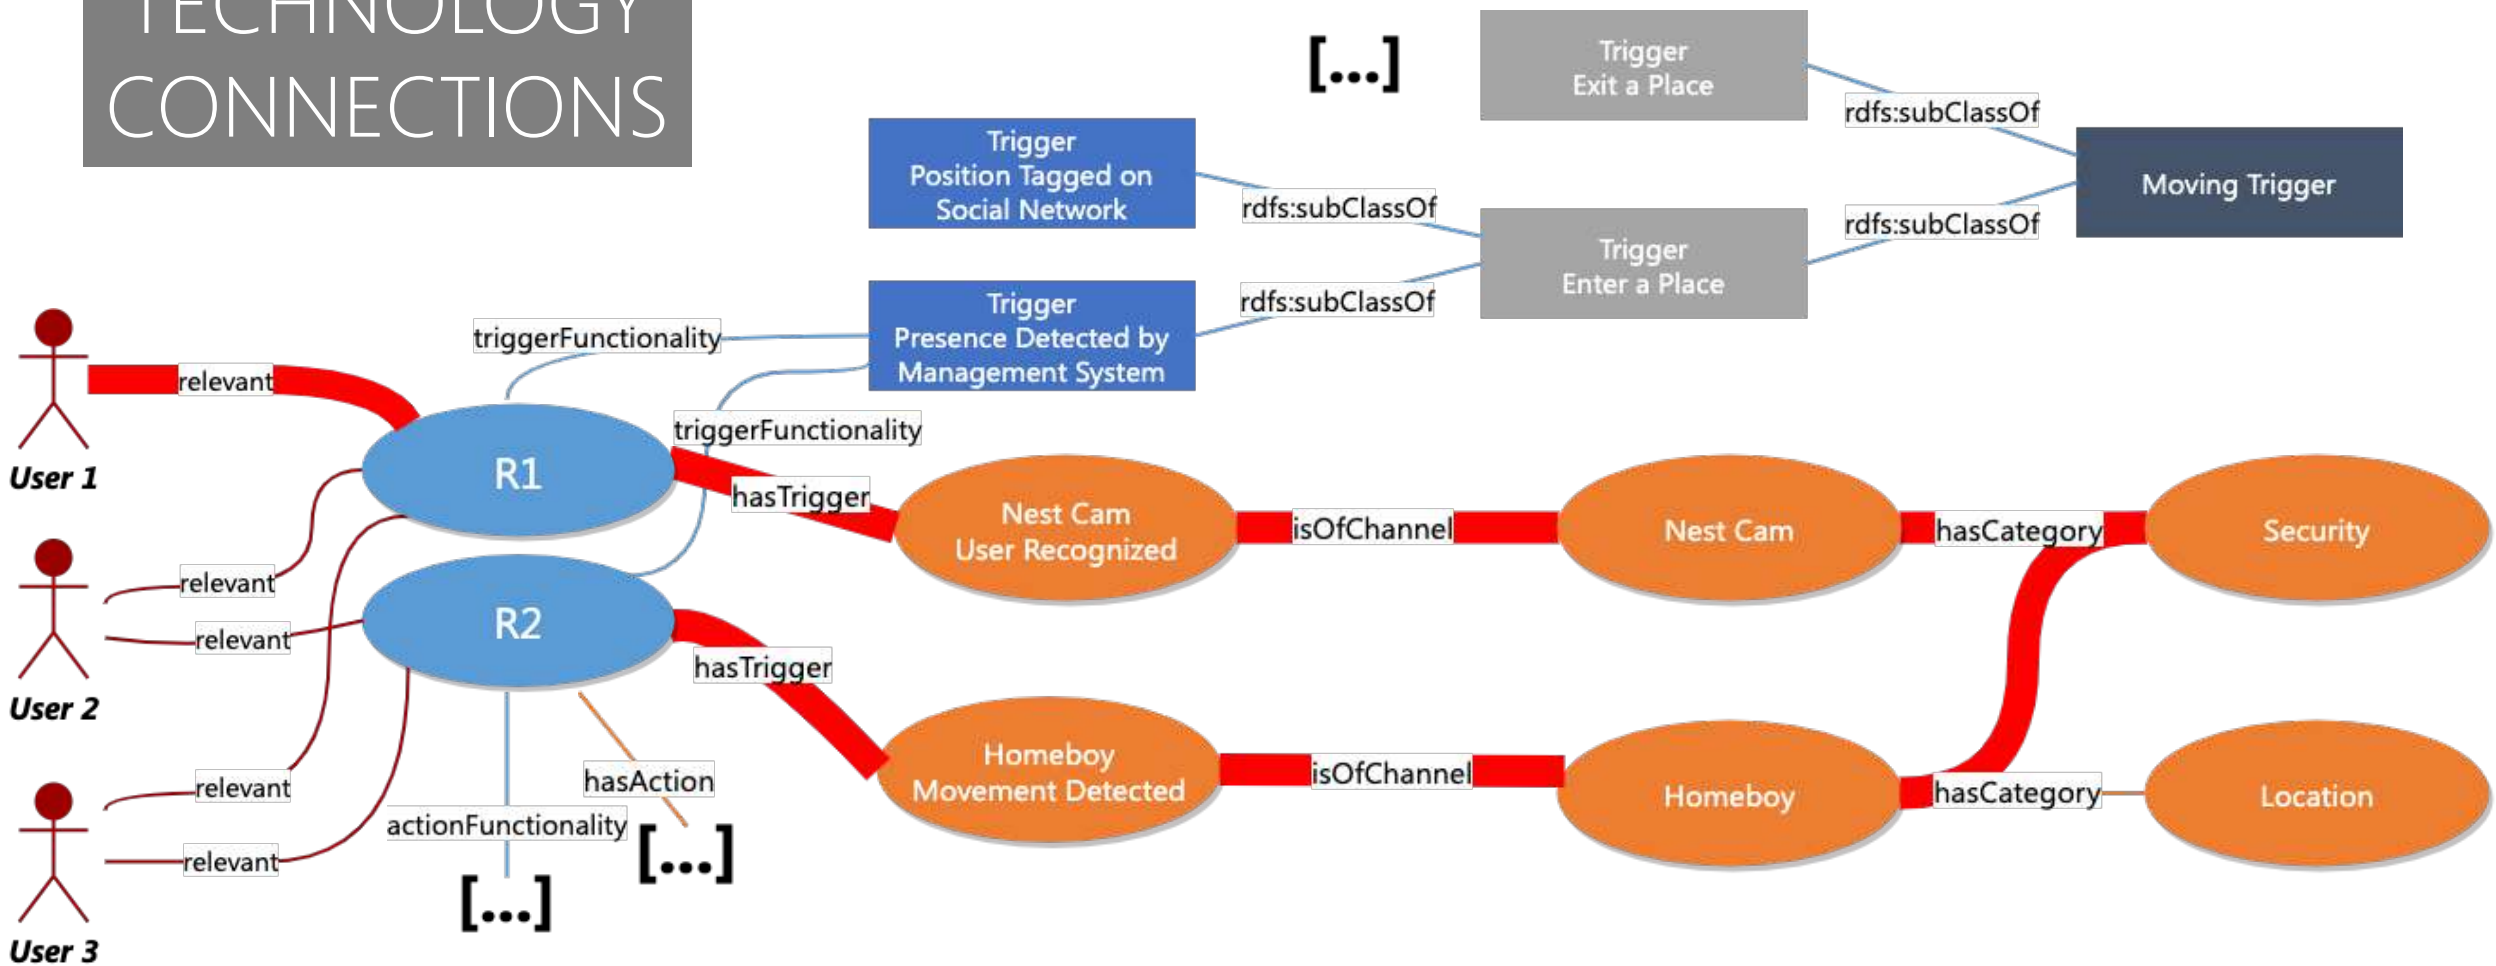 TECHNOLOGY
CONNECTIONS
[...]
Trigger
Exit a Place
rdfs:subClassOf
Trigger
Position Tagged on
Social Network
Moving Trigger
rdfs:subClassOf
rdfs:subClassOf
Trigger
Enter a Place
Trigger
Presence Detected by
Management System
rdfs:subClassOf
triggerFunctionality
relevant
triggerFunctionality
User 1
R1
hasTrigger
Nest Cam
User Recognized
isOfChannel
Nest Cam
hasCategory
Security
relevant
relevant
R2
hasTrigger
User 2
Homeboy
Movement Detected
isOfChannel
Homeboy
hasCategory
Location
relevant
hasAction
actionFunctionality
[...]
relevant
[...]
User 3